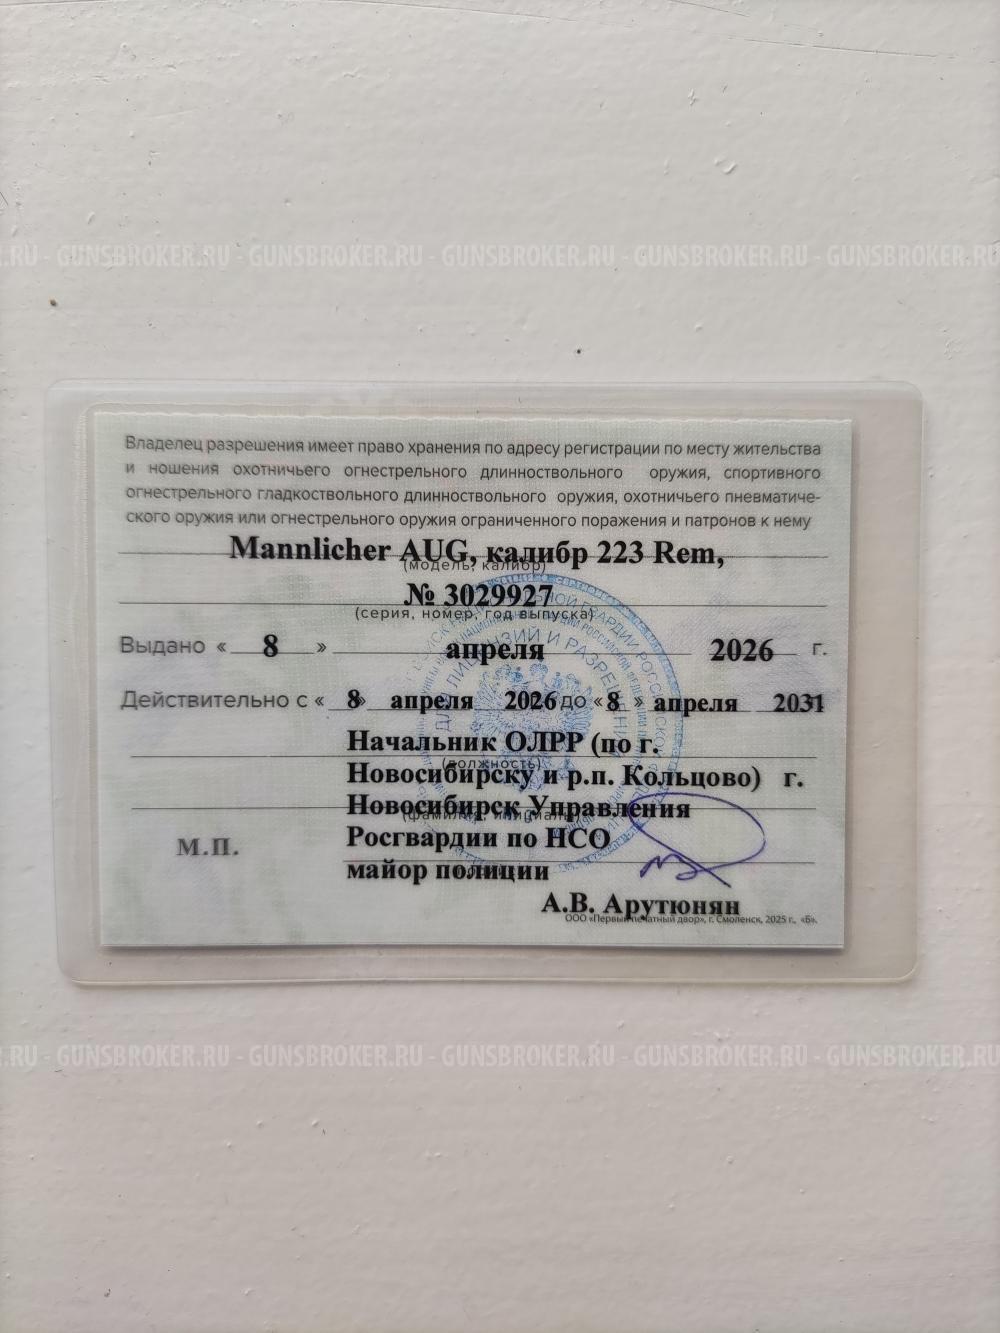 .RU - GUNSBROKER.RU - GUNSBROKER.RU - GUNSBROKER.RU - GUNSBROKER.RU - GUNSBROKER.RU
Владелец разрешения имеет право хранения по адресу регистрации по месту жительства
и ношения охотничьего огнестрельного длинноствольного оружия, спортивного
огнестрельного гладкоствольного длинноствольного оружия, охотничьего пневматиче-
ского оружия или огнестрельного оружия ограниченного поражения и патронов к нему
Mannlicher AUG, калибр 223 Rem,
(модель, калибр)
№ 3029927
(серия, номер, год выпуска)
Выдано « 8 » апреля 2026 г.
Действительно с « 8 » апреля 2026 до « 8 » апреля 2031
Начальник ОЛРР (по г.
(должность)
Новосибирску и р.п. Кольцово) г.
Новосибирск Управления
(фамилия, инициалы)
Росгвардии по НСО
М.П.
майор полиции
А.В. Арутюнян
ООО «Первый печатный двор», г. Смоленск, 2025 г., «Б».
ДЛЯ ЛИЦЕНЗИЙ И РАЗРЕШЕНИЙ
.RU - GUNSBROKER.RU - GUNSBROKER.RU - GUNSBROKER.RU - GUNSBROKER.RU - GUNSBROKER.RU